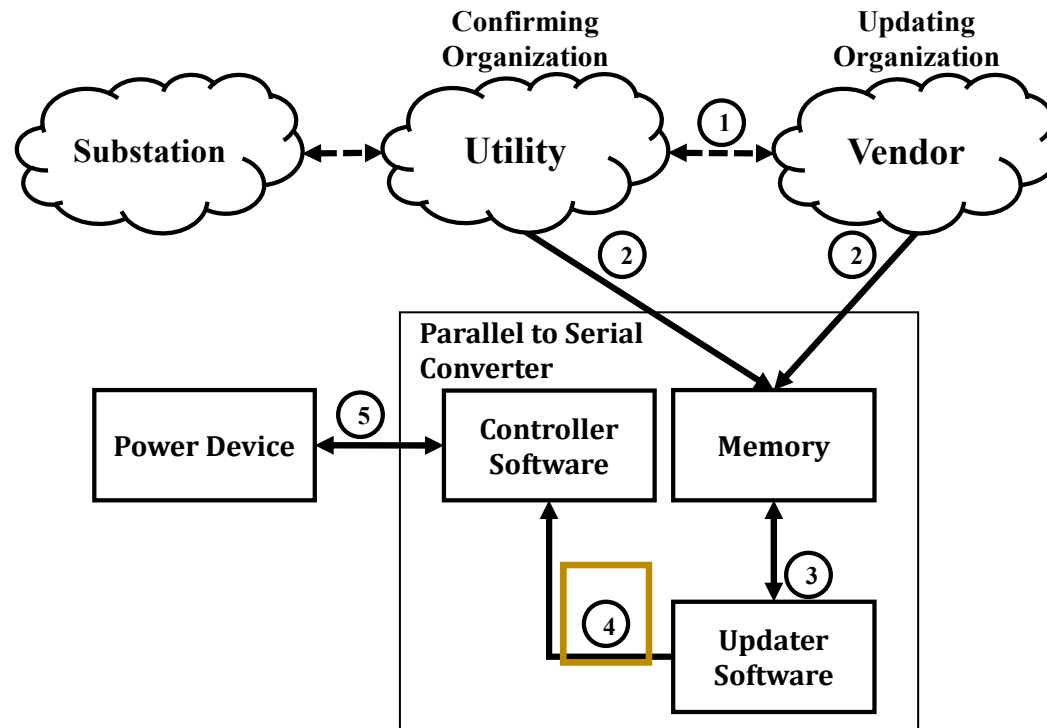 Confirming
Organization
Updating
Organization
Substation
Utility
1
Vendor
2
2
Parallel to Serial
Converter
Power Device
5
Controller
Software
Memory
3
4
Updater
Software